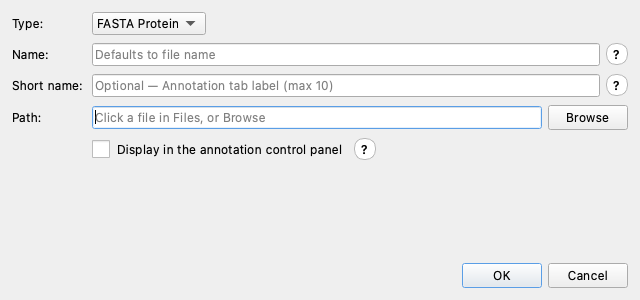 Type: FASTA Protein
Name: Defaults to file name ?
Short name: Optional — Annotation tab label (max 10) ?
Path: Click a file in Files, or Browse Browse
Display in the annotation control panel ?
OK Cancel